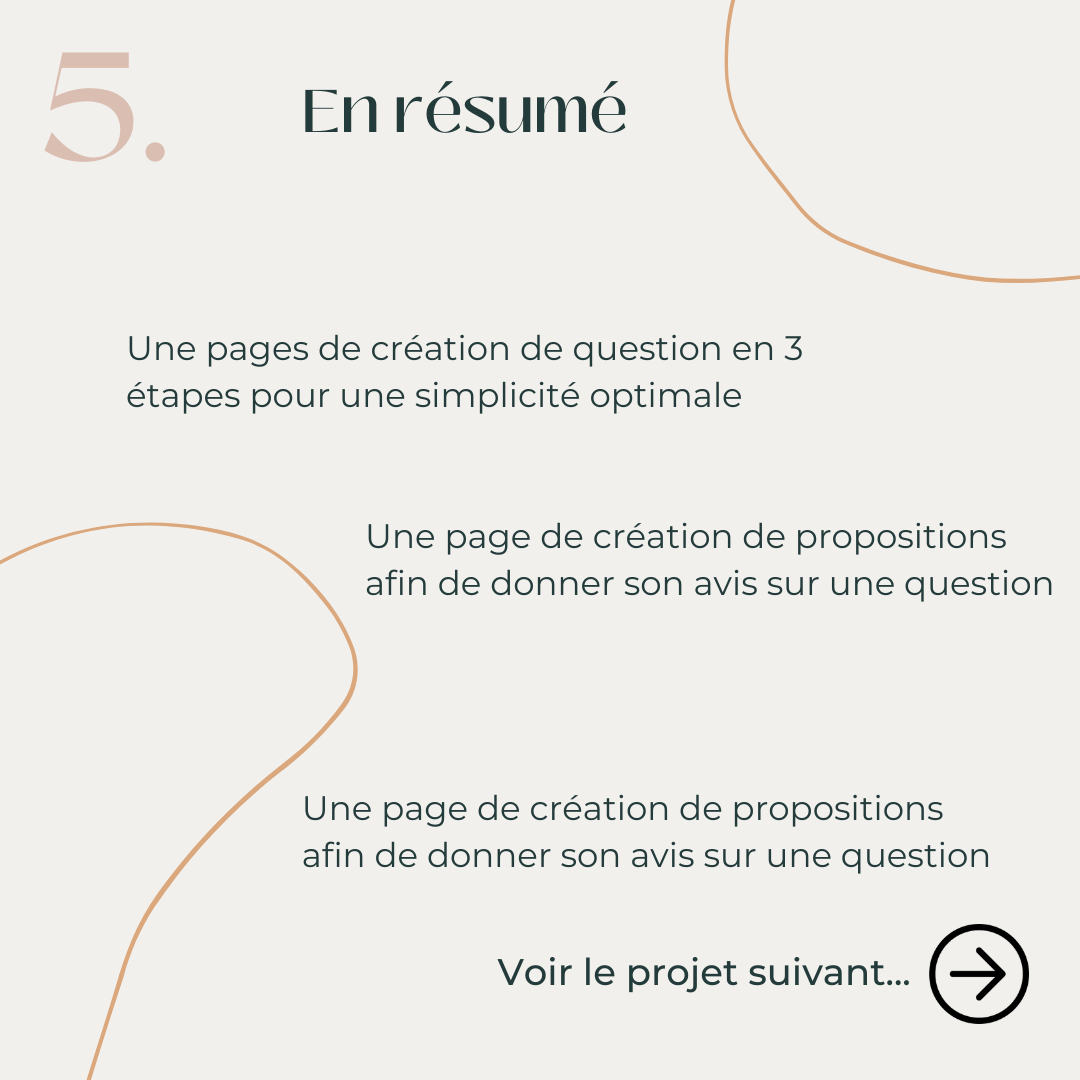 5.
En résumé
Une pages de création de question en 3
étapes pour une simplicité optimale
Une page de création de propositions
afin de donner son avis sur une question
Une page de création de propositions
afin de donner son avis sur une question
Voir le projet suivant...